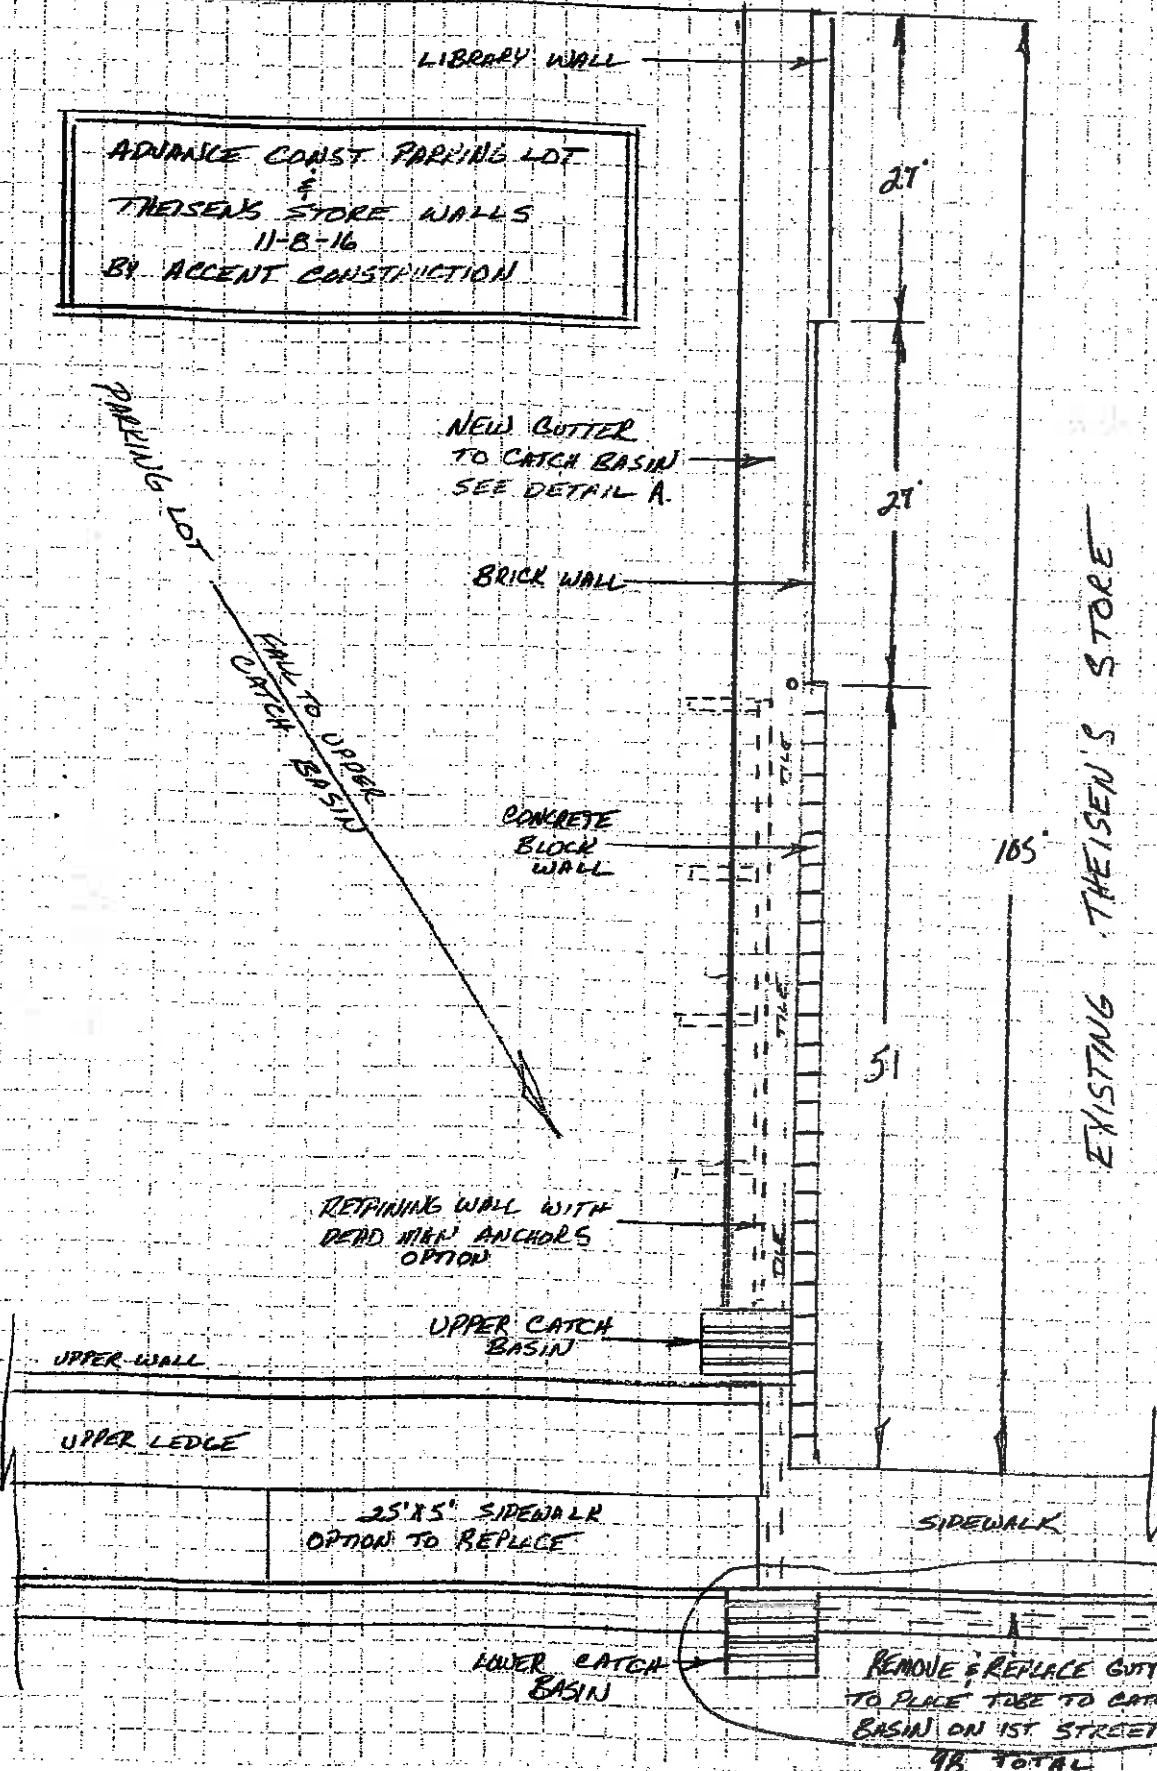 LIBRARY WALL
ADVANCE CONST PARKING LOT
&
THEISENS STORE WALLS
11-8-16
BY ACCENT CONSTRUCTION
27'
PARKING LOT
NEW GUTTER
TO CATCH BASIN
SEE DETAIL A.
27'
BRICK WALL
FALL TO UPPER
CATCH BASIN
TILE
CONCRETE
BLOCK
WALL
105'
EXISTING THEISEN'S STORE
TILE
51
RETAINING WALL WITH
DEAD MAN ANCHORS
OPTION
TILE
UPPER CATCH
BASIN
UPPER WALL
UPPER LEDGE
25'X5' SIDEWALK
OPTION TO REPLACE
SIDEWALK
LOWER CATCH
BASIN
REMOVE & REPLACE GUTT
TO PLACE TUBE TO CATC
BASIN ON 1ST STREET
98 TOTAL